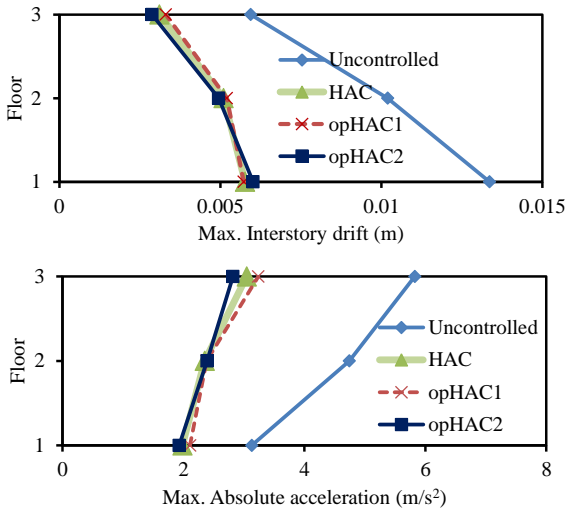 3
2
1
Floor
Uncontrolled
HAC
opHAC1
opHAC2
0
0.005
0.01
0.015
Max. Interstory drift (m)
3
2
1
Floor
Uncontrolled
HAC
opHAC1
opHAC2
0
2
4
6
8
Max. Absolute acceleration (m/s²)